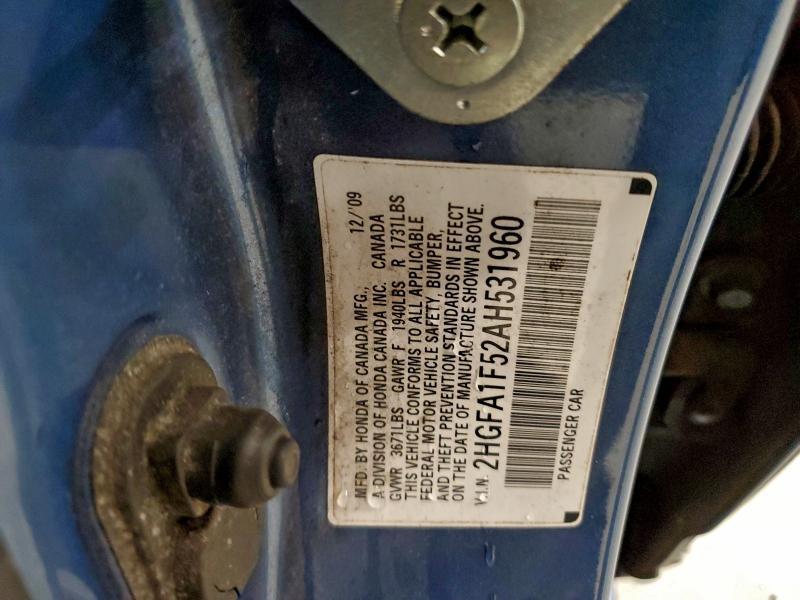 MFD. BY HONDA OF CANADA MFG., 12/'09
A DIVISION OF HONDA CANADA INC. CANADA
GVWR 3671LBS GAWR F 1940LBS R 1731LBS
THIS VEHICLE CONFORMS TO ALL APPLICABLE
FEDERAL MOTOR VEHICLE SAFETY, BUMPER,
AND THEFT PREVENTION STANDARDS IN EFFECT
ON THE DATE OF MANUFACTURE SHOWN ABOVE.
V.I.N. 2HGFA1F52AH531960
PASSENGER CAR